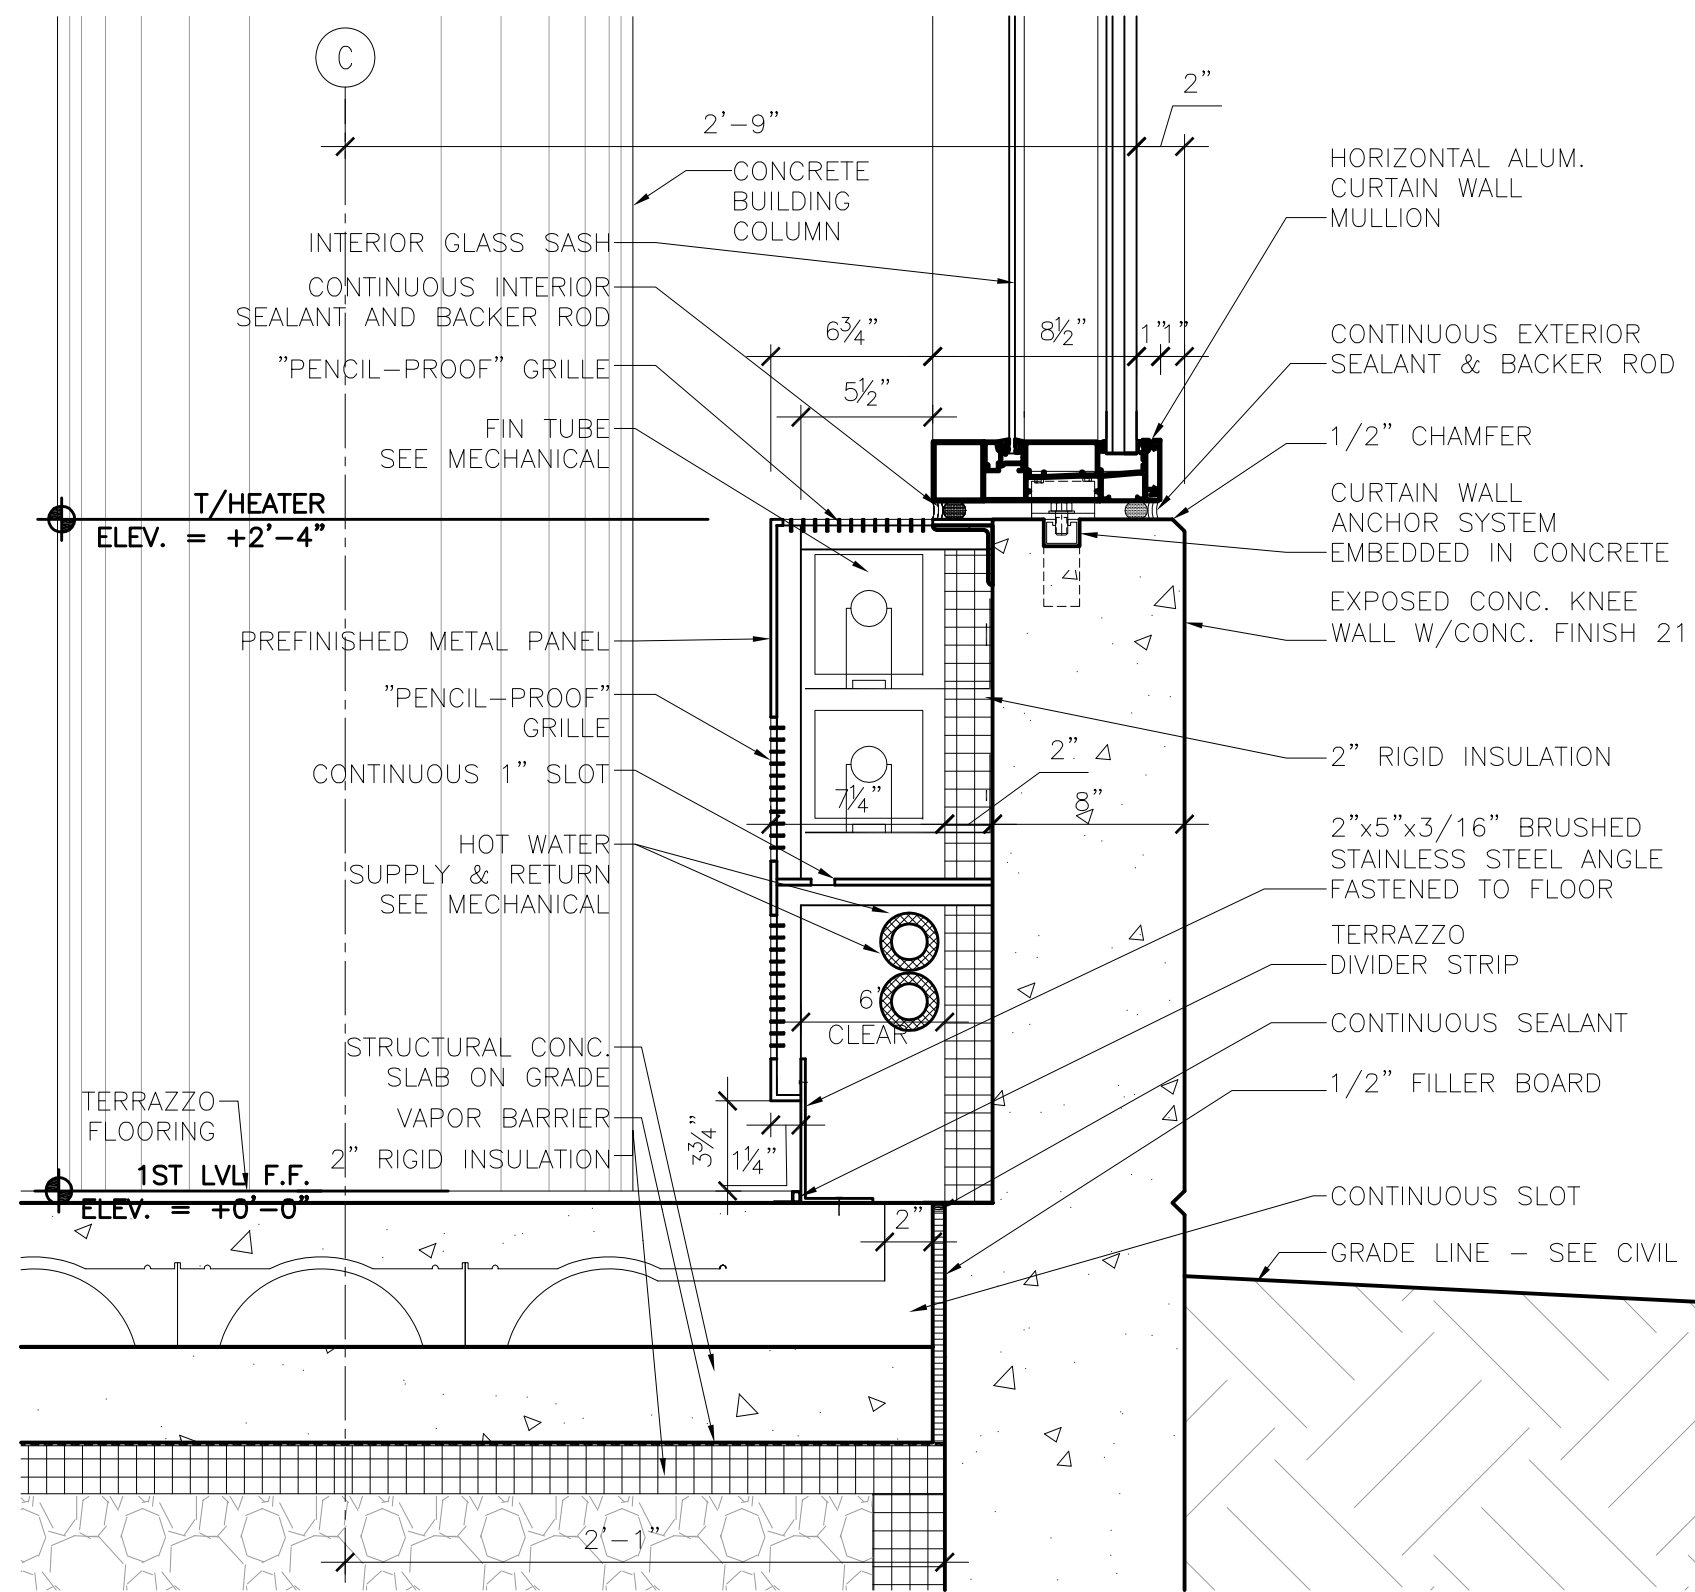 C
2"
2'-9"
CONCRETE
BUILDING
COLUMN
INTERIOR GLASS SASH
CONTINUOUS INTERIOR
SEALANT AND BACKER ROD
"PENCIL-PROOF" GRILLE
FIN TUBE
SEE MECHANICAL
T/HEATER
ELEV. = +2'-4"
PREFINISHED METAL PANEL
"PENCIL-PROOF"
GRILLE
CONTINUOUS 1" SLOT
HOT WATER
SUPPLY & RETURN
SEE MECHANICAL
STRUCTURAL CONC.
SLAB ON GRADE
TERRAZZO
FLOORING
VAPOR BARRIER
2" RIGID INSULATION
1ST LVL F.F.
ELEV. = +0'-0"
6¾"
8½"
1"
1"
5½"
2"
7¼"
8"
CLEAR
3¾"
1¼"
2"
2'-1"
HORIZONTAL ALUM.
CURTAIN WALL
MULLION
CONTINUOUS EXTERIOR
SEALANT & BACKER ROD
1/2" CHAMFER
CURTAIN WALL
ANCHOR SYSTEM
EMBEDDED IN CONCRETE
EXPOSED CONC. KNEE
WALL W/CONC. FINISH 21
2" RIGID INSULATION
2"x5"x3/16" BRUSHED
STAINLESS STEEL ANGLE
FASTENED TO FLOOR
TERRAZZO
DIVIDER STRIP
CONTINUOUS SEALANT
1/2" FILLER BOARD
CONTINUOUS SLOT
GRADE LINE - SEE CIVIL